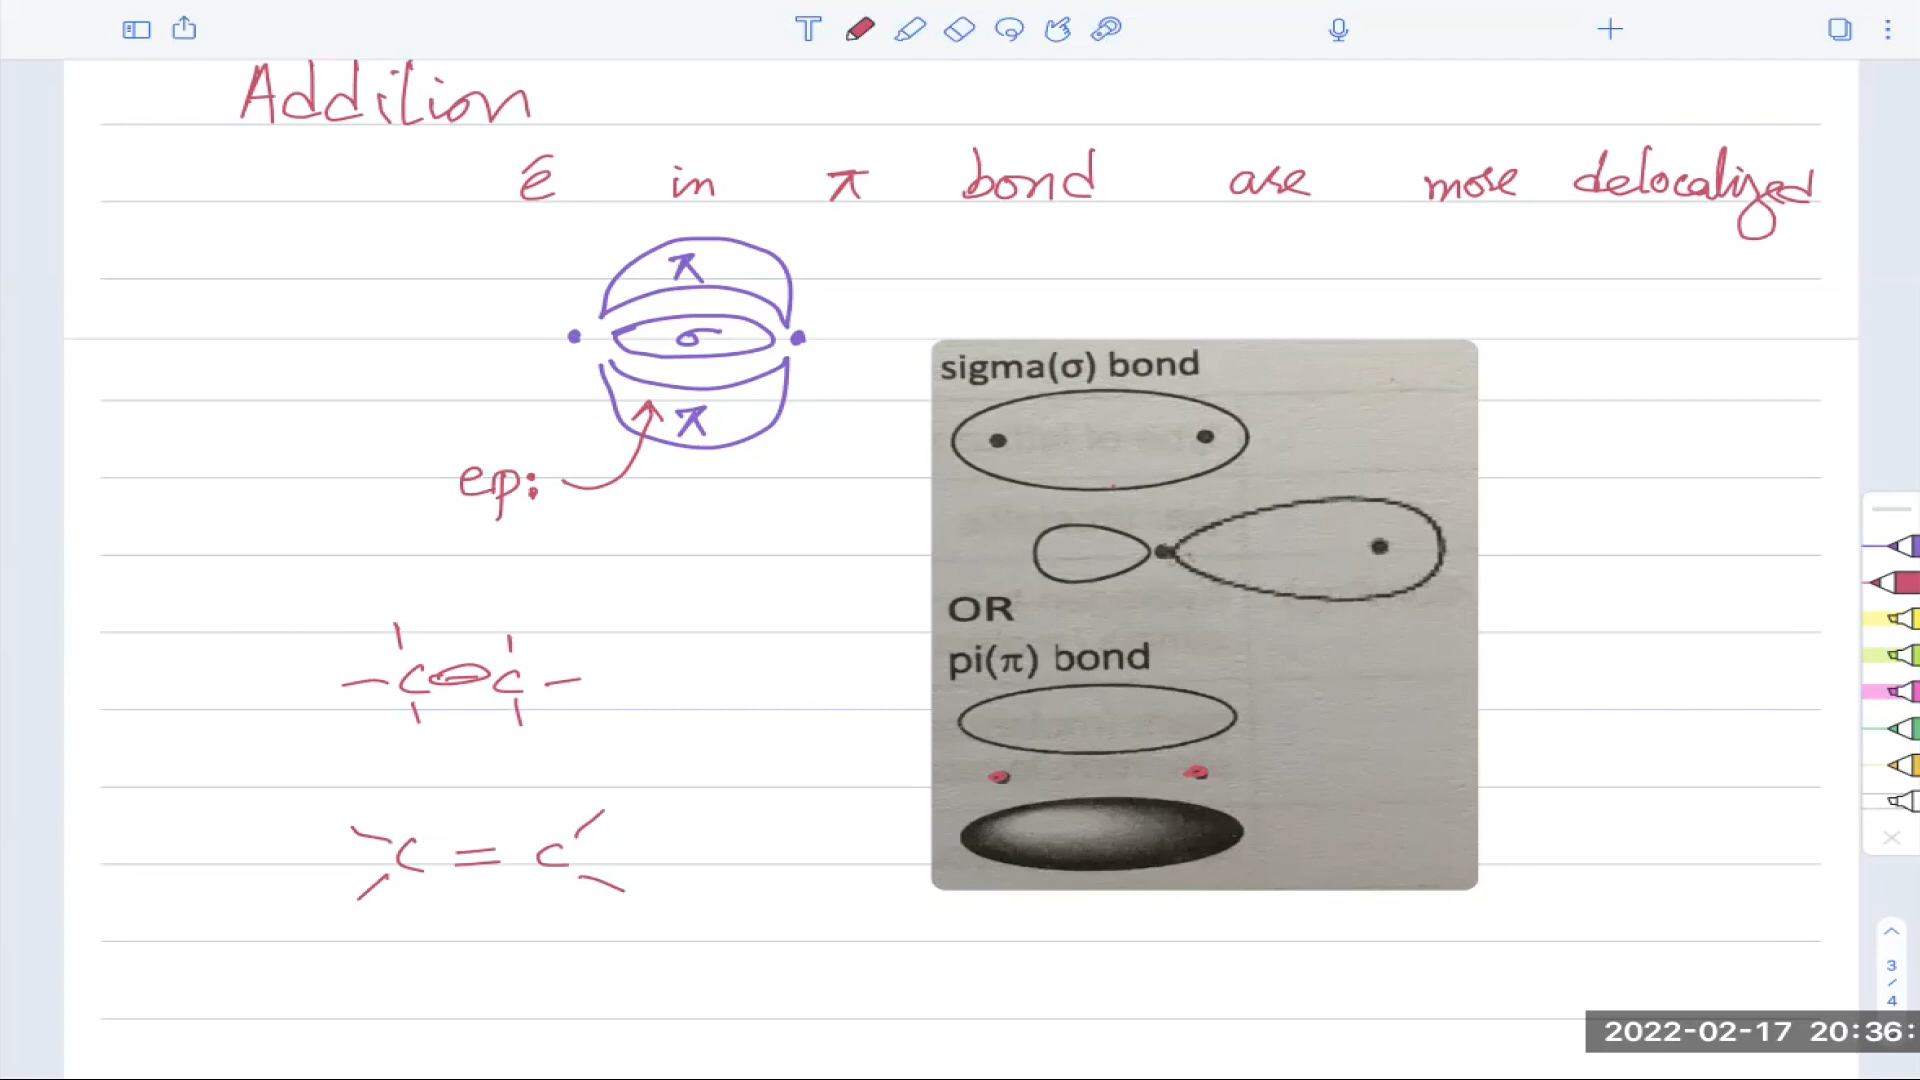 Addition
é in π bond are more delocalized
π
σ
π
ep:
sigma(σ) bond
OR
pi(π) bond
C C
C = C
3
/
4
2022-02-17 20:36: